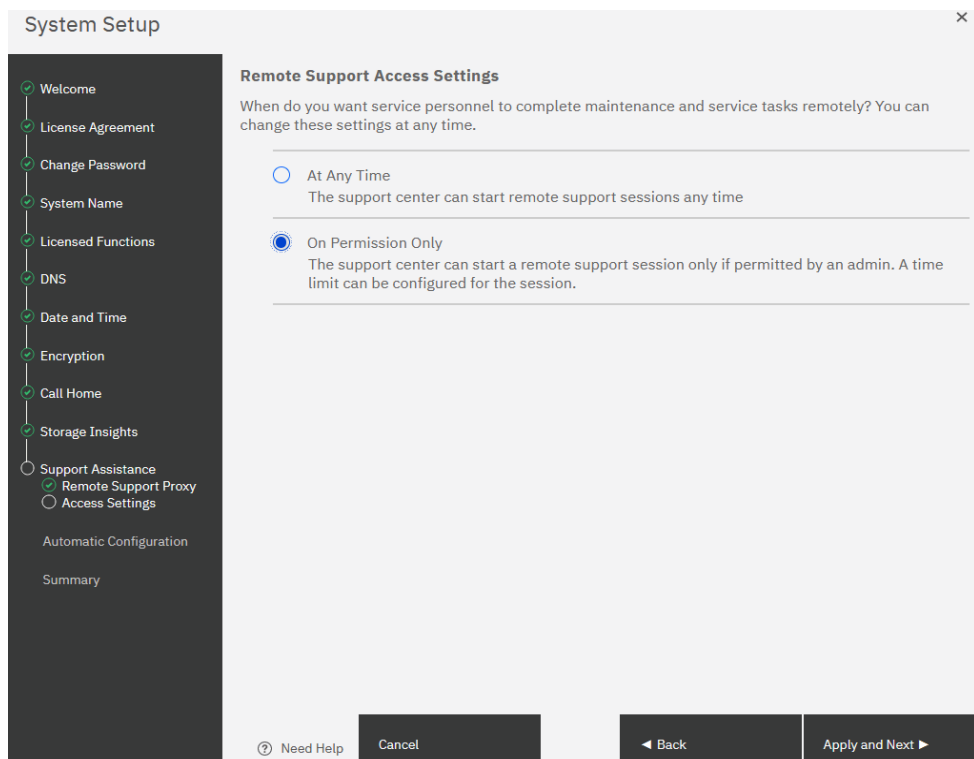 System Setup
×
Welcome
License Agreement
Change Password
System Name
Licensed Functions
DNS
Date and Time
Encryption
Call Home
Storage Insights
Support Assistance
Remote Support Proxy
Access Settings
Automatic Configuration
Summary
Remote Support Access Settings
When do you want service personnel to complete maintenance and service tasks remotely? You can
change these settings at any time.
At Any Time
The support center can start remote support sessions any time
On Permission Only
The support center can start a remote support session only if permitted by an admin. A time
limit can be configured for the session.
? Need Help
Cancel
◄ Back
Apply and Next ►